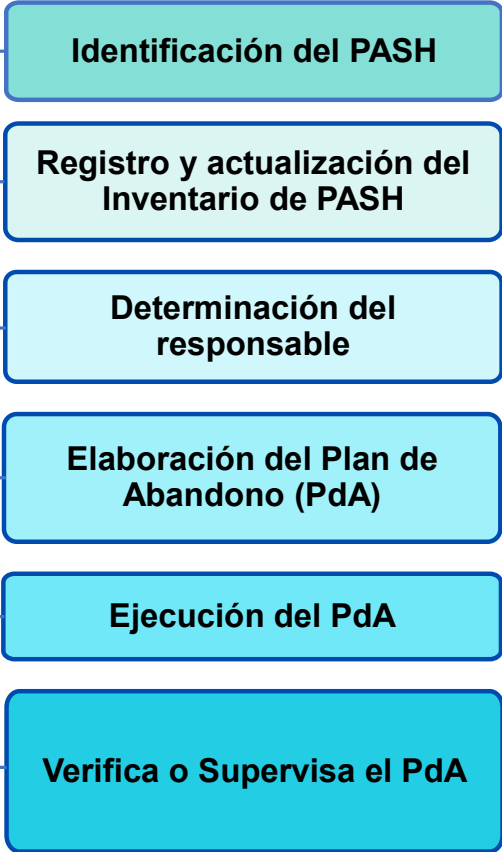 Identificación del PASH
Registro y actualización del
Inventario de PASH
Determinación del
responsable
Elaboración del Plan de
Abandono (PdA)
Ejecución del PdA
Verifica o Supervisa el PdA